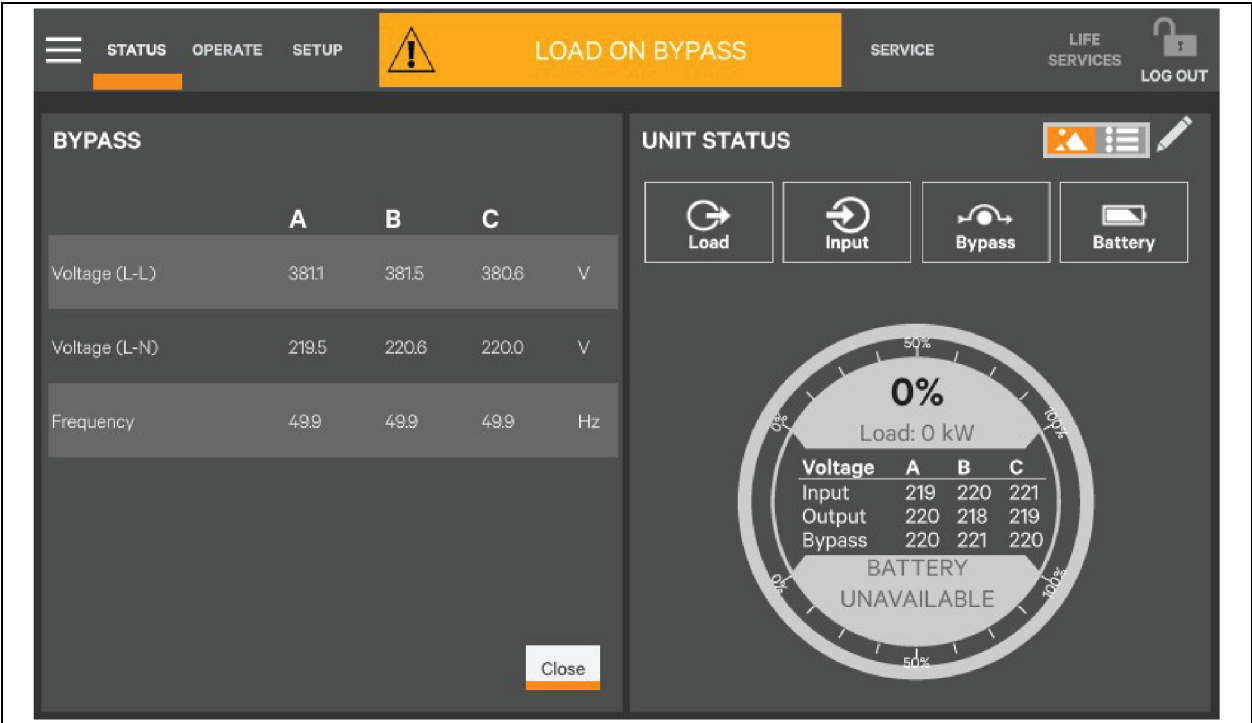 STATUS OPERATE SETUP LOAD ON BYPASS SERVICE LIFE SERVICES LOG OUT
BYPASS
A B C
Voltage (L-L) 381.1 381.5 380.6 V
Voltage (L-N) 219.5 220.6 220.0 V
Frequency 49.9 49.9 49.9 Hz
Close
UNIT STATUS
Load Input Bypass Battery
50%
0% 100%
0%
Load: 0 kW
Voltage A B C
Input 219 220 221
Output 220 218 219
Bypass 220 221 220
BATTERY
UNAVAILABLE
0% 100%
50%